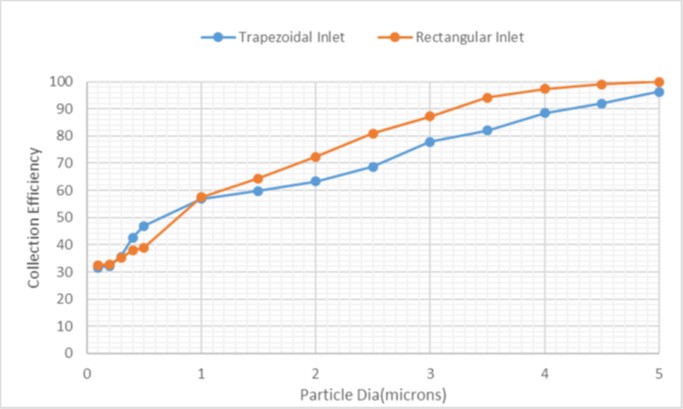 Trapezoidal Inlet Rectangular Inlet
100
90
80
70
60
50
40
30
20
10
0
Collection Efficiency
0 1 2 3 4 5
Particle Dia(microns)